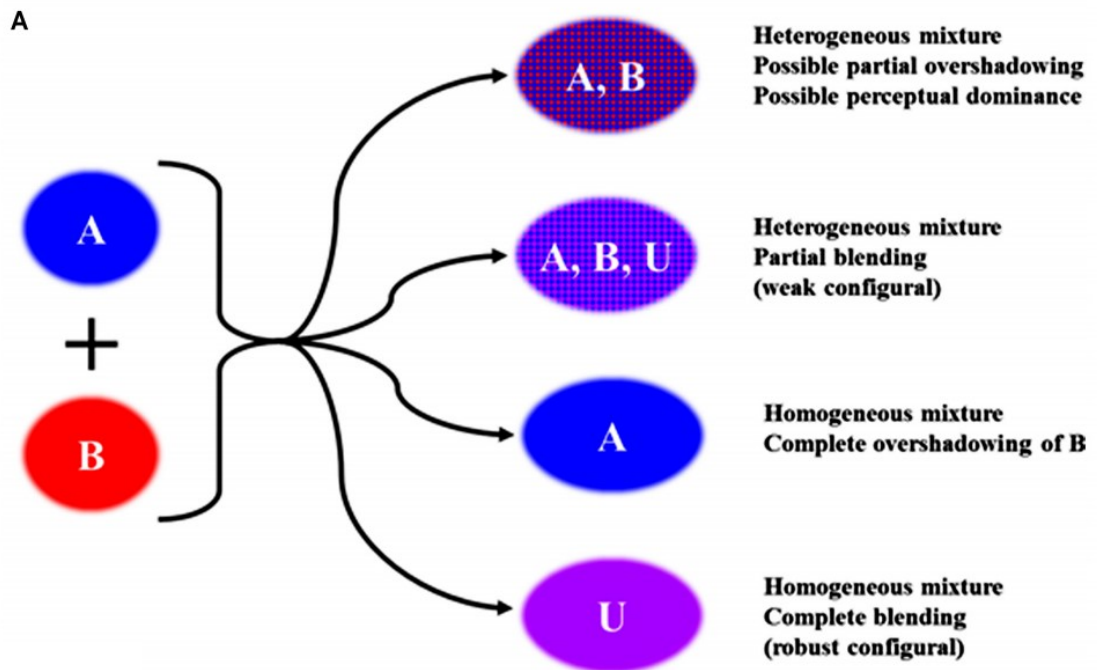 A
A
+
B
A, B
Heterogeneous mixture
Possible partial overshadowing
Possible perceptual dominance
A, B, U
Heterogeneous mixture
Partial blending
(weak configural)
A
Homogeneous mixture
Complete overshadowing of B
U
Homogeneous mixture
Complete blending
(robust configural)